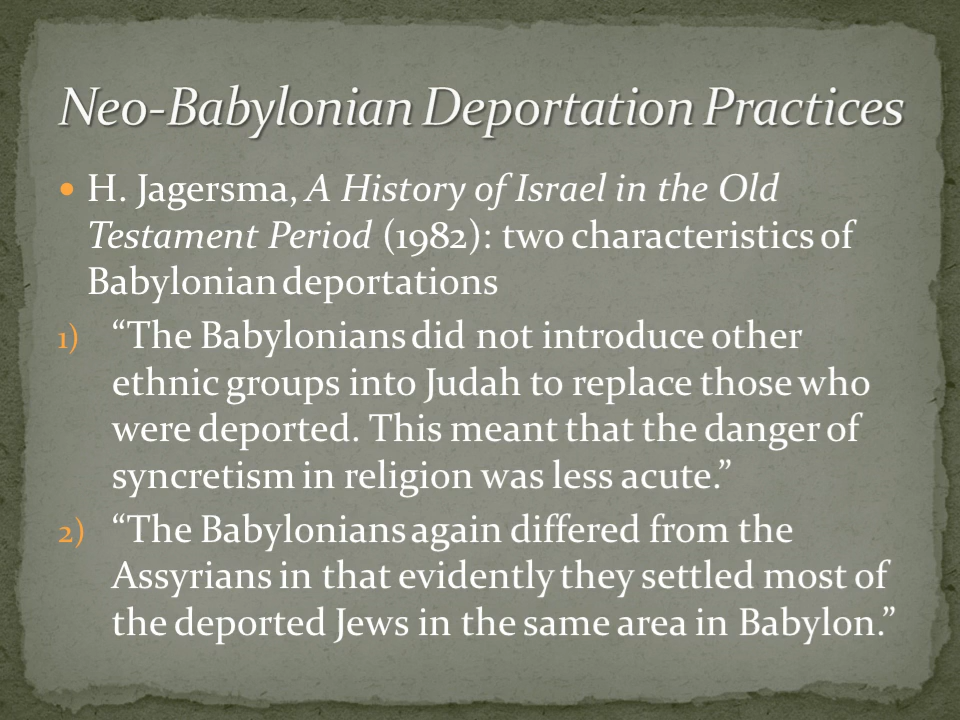 Neo-Babylonian Deportation Practices
• H. Jagersma, A History of Israel in the Old
Testament Period (1982): two characteristics of
Babylonian deportations
1) “The Babylonians did not introduce other
ethnic groups into Judah to replace those who
were deported. This meant that the danger of
syncretism in religion was less acute.”
2) “The Babylonians again differed from the
Assyrians in that evidently they settled most of
the deported Jews in the same area in Babylon.”